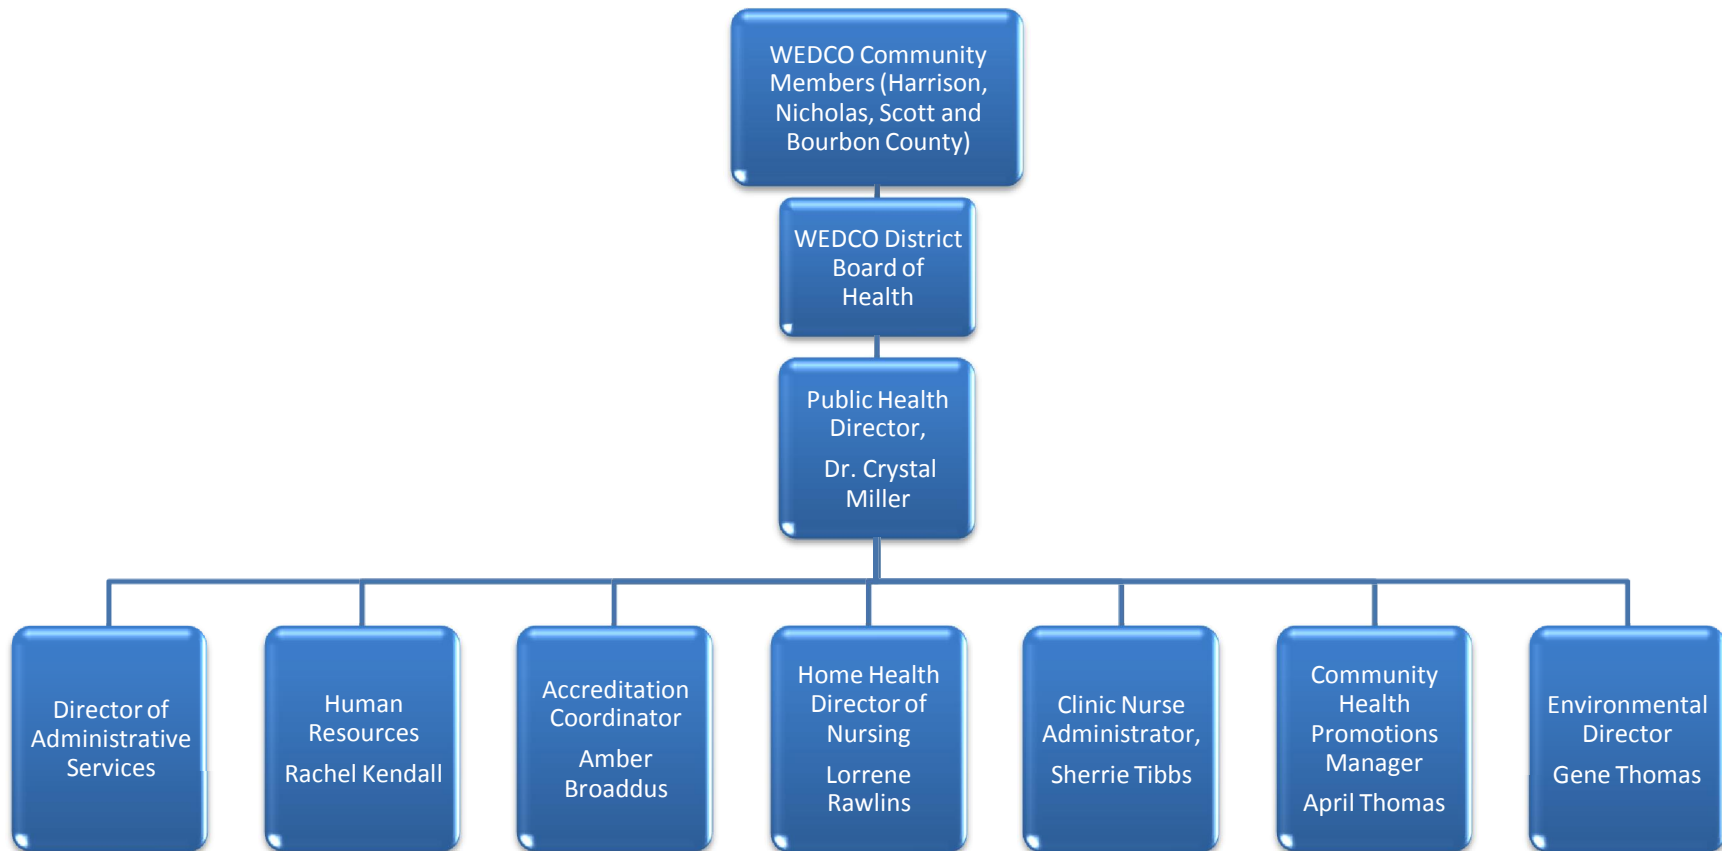 WEDCO Community
Members (Harrison,
Nicholas, Scott and
Bourbon County)
WEDCO District
Board of
Health
Public Health
Director,
Dr. Crystal
Miller
Director of
Administrative
Services
Human
Resources
Rachel Kendall
Accreditation
Coordinator
Amber
Broaddus
Home Health
Director of
Nursing
Lorrene
Rawlins
Clinic Nurse
Administrator,
Sherrie Tibbs
Community
Health
Promotions
Manager
April Thomas
Environmental
Director
Gene Thomas